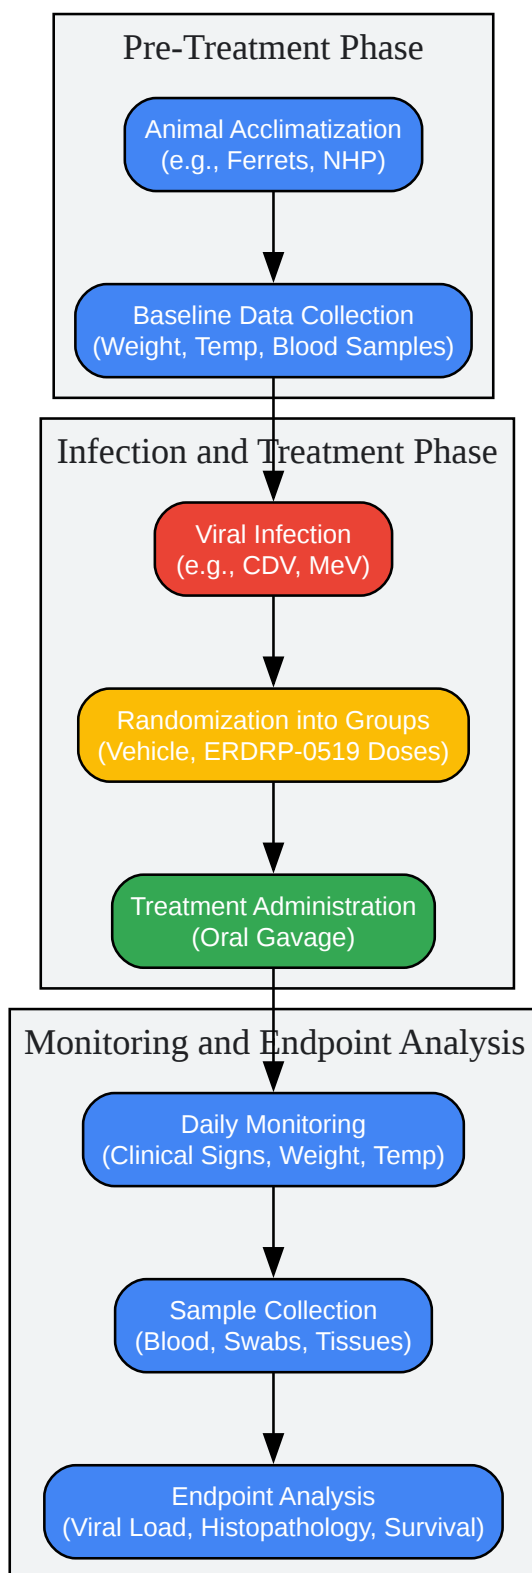 Pre-Treatment Phase
Animal Acclimatization
(e.g., Ferrets, NHP)
Baseline Data Collection
(Weight, Temp, Blood Samples)
Infection and Treatment Phase
Viral Infection
(e.g., CDV, MeV)
Randomization into Groups
(Vehicle, ERDRP-0519 Doses)
Treatment Administration
(Oral Gavage)
Monitoring and Endpoint Analysis
Daily Monitoring
(Clinical Signs, Weight, Temp)
Sample Collection
(Blood, Swabs, Tissues)
Endpoint Analysis
(Viral Load, Histopathology, Survival)